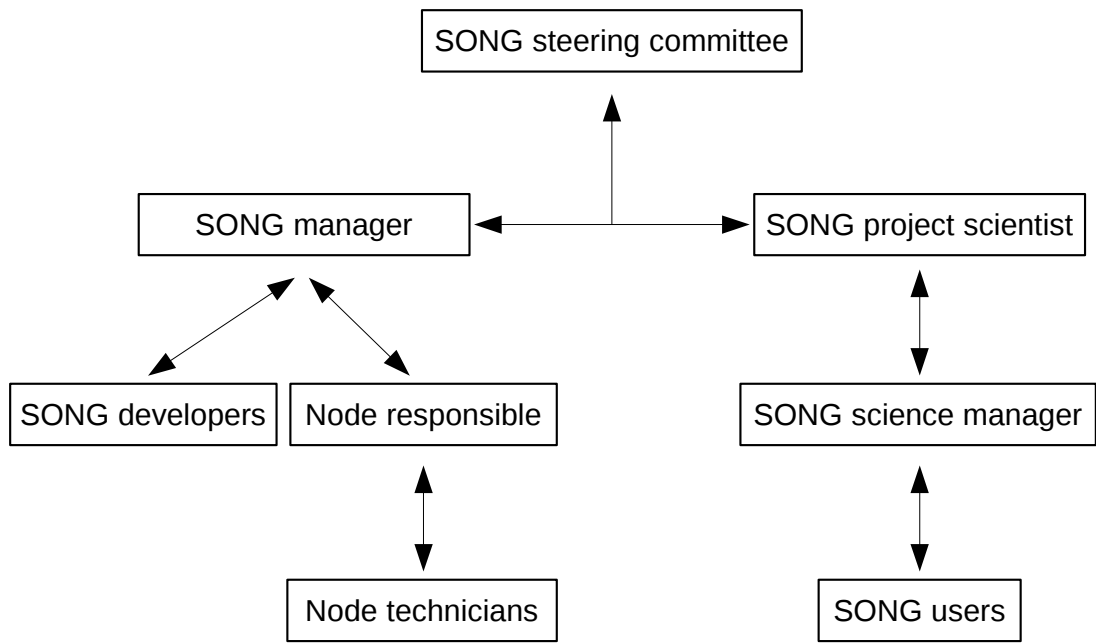 SONG steering committee
SONG manager
SONG project scientist
SONG developers
Node responsible
SONG science manager
Node technicians
SONG users